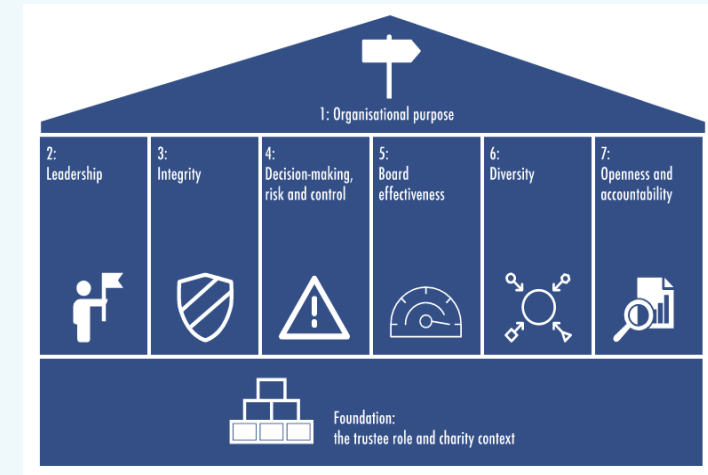 1: Organisational purpose
2:
Leadership
3:
Integrity
4:
Decision-making,
risk and control
5:
Board
effectiveness
6:
Diversity
7:
Openness and
accountability
Foundation:
the trustee role and charity context